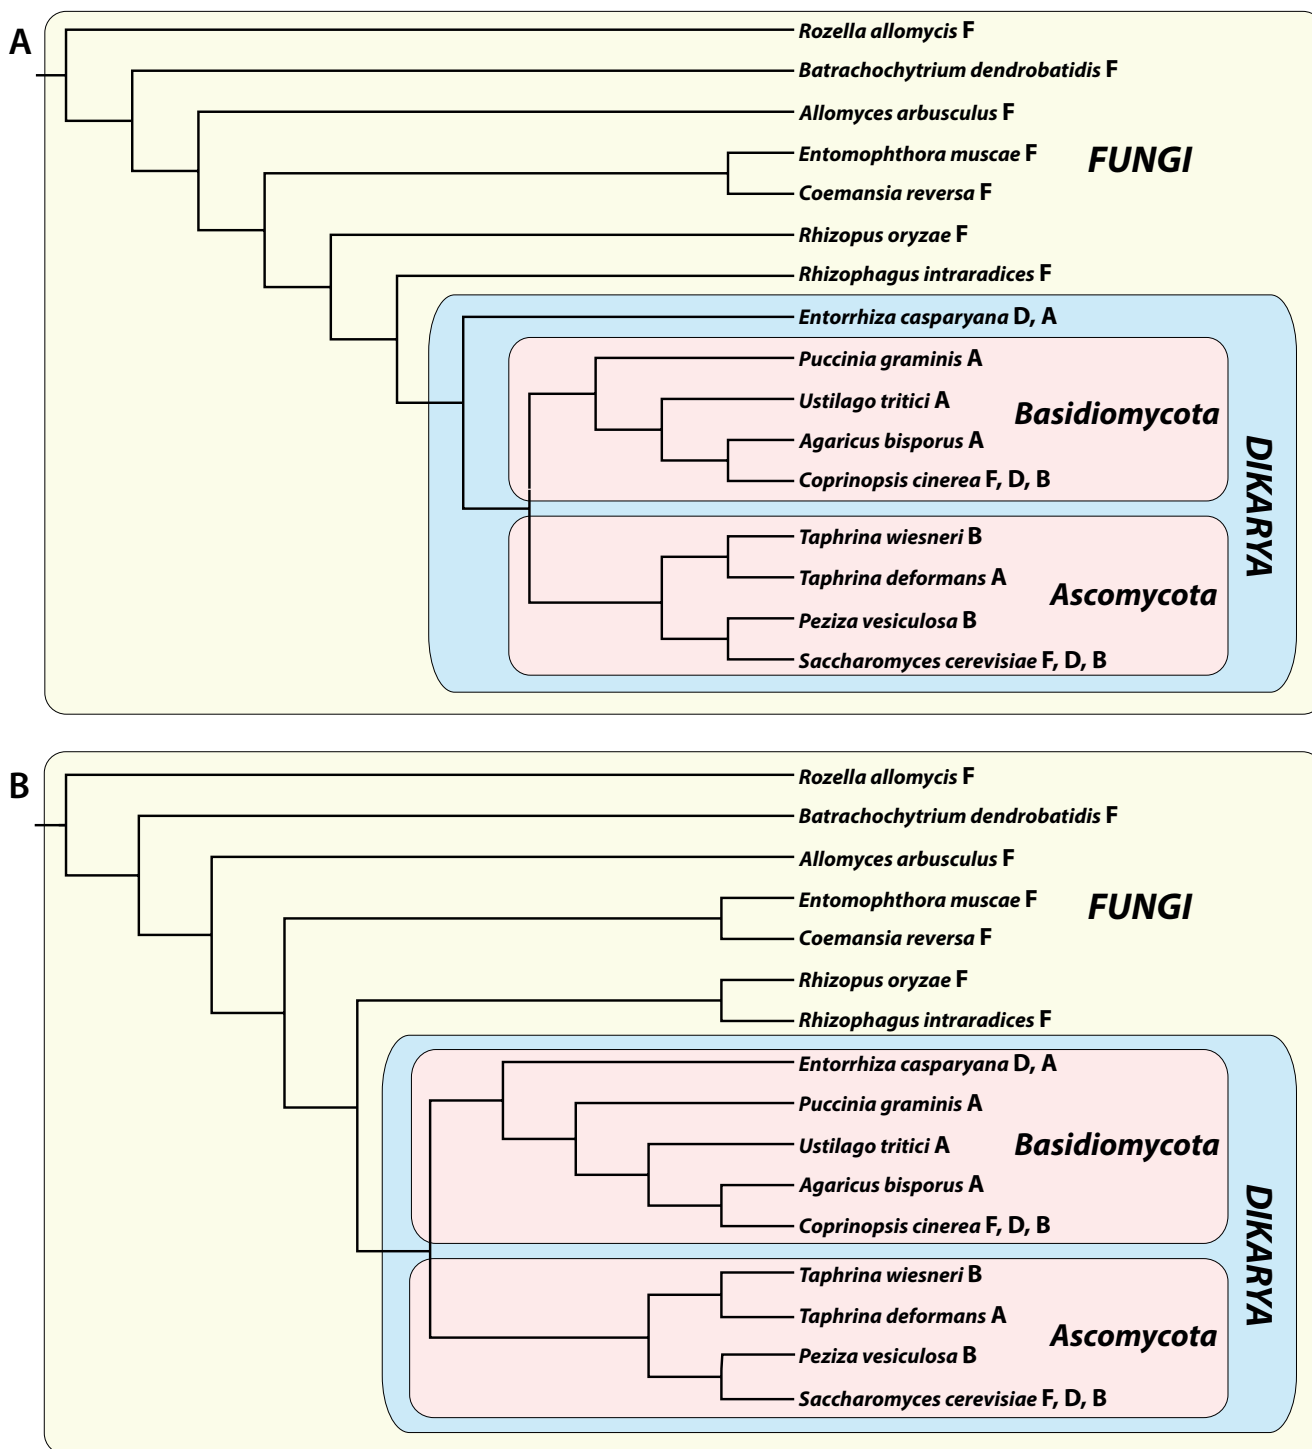 A
Rozella allomycis F
Batrachochytrium dendrobatidis F
Allomyces arbusculus F
Entomophthora muscae F
FUNGI
Coemansia reversa F
Rhizopus oryzae F
Rhizophagus intraradices F
Entorrhiza casparyana D, A
Puccinia graminis A
Ustilago tritici A
Basidiomycota
Agaricus bisporus A
Coprinopsis cinerea F, D, B
DIKARYA
Taphrina wiesneri B
Taphrina deformans A
Ascomycota
Peziza vesiculosa B
Saccharomyces cerevisiae F, D, B
B
Rozella allomycis F
Batrachochytrium dendrobatidis F
Allomyces arbusculus F
Entomophthora muscae F
FUNGI
Coemansia reversa F
Rhizopus oryzae F
Rhizophagus intraradices F
Entorrhiza casparyana D, A
Puccinia graminis A
Ustilago tritici A
Basidiomycota
Agaricus bisporus A
Coprinopsis cinerea F, D, B
DIKARYA
Taphrina wiesneri B
Taphrina deformans A
Ascomycota
Peziza vesiculosa B
Saccharomyces cerevisiae F, D, B